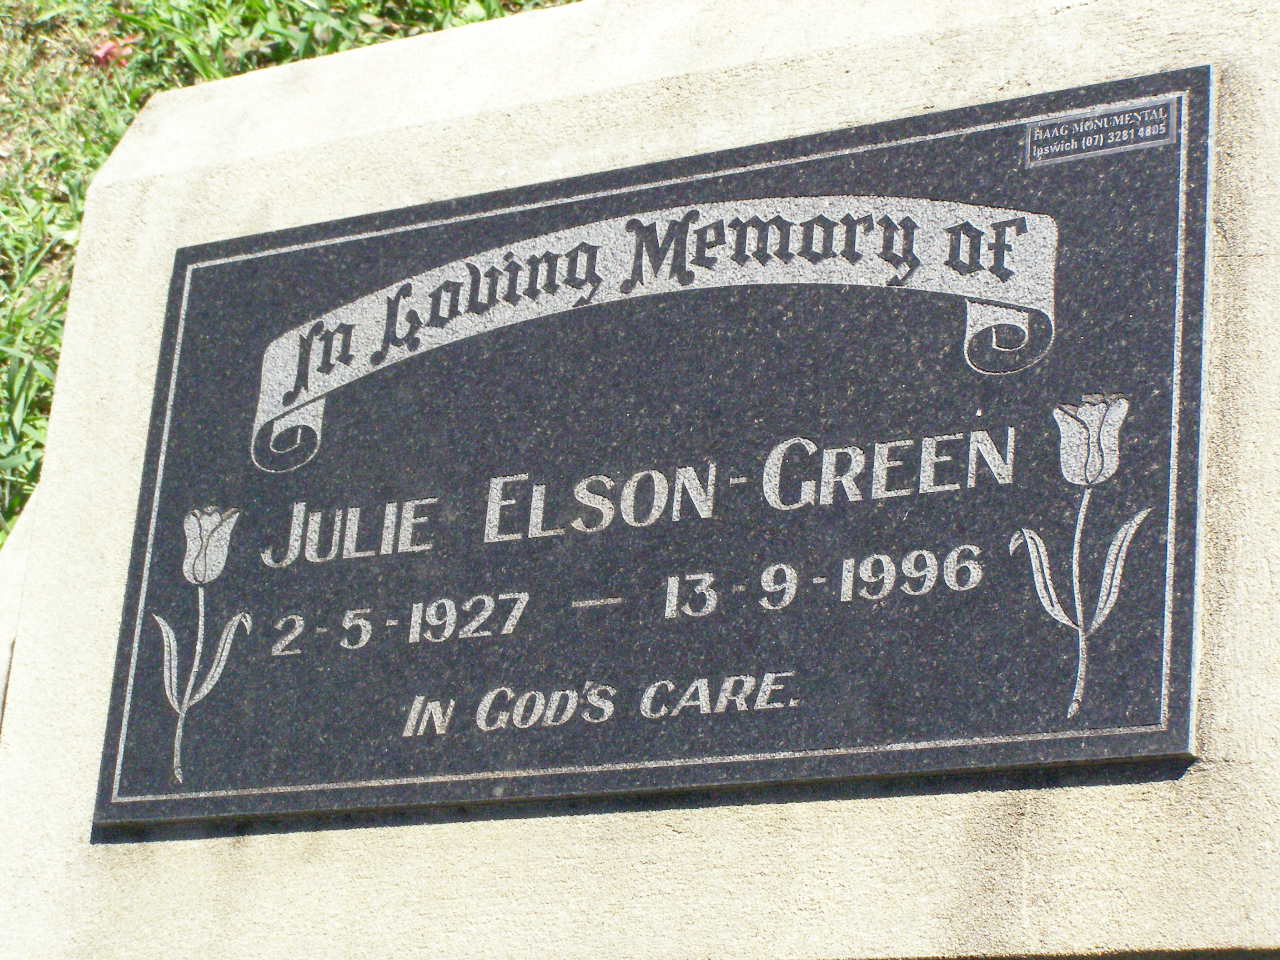 HAAG MONUMENTAL
Ipswich (07) 3281 4805
In Loving Memory of
JULIE ELSON-GREEN
2-5-1927 — 13-9-1996
IN GOD'S CARE.